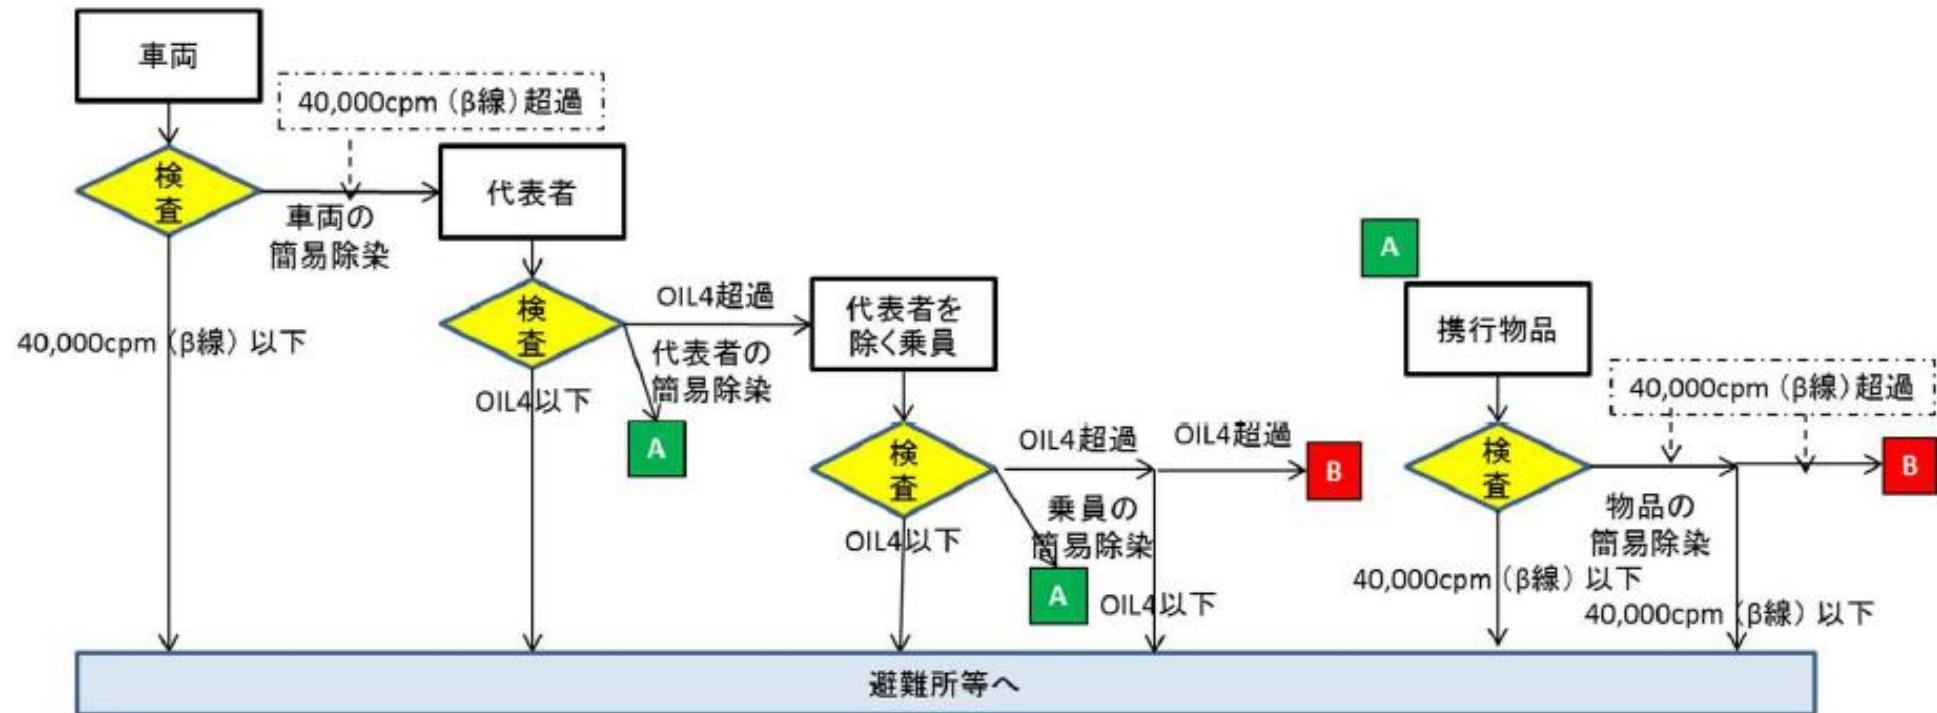 車両
40,000cpm（β線）超過
検
査
車両の
簡易除染
代表者
40,000cpm（β線）以下
検
査
OIL4超過
代表者の
簡易除染
OIL4以下
A
代表者を
除く乗員
検
査
OIL4超過
OIL4超過
B
乗員の
簡易除染
OIL4以下
A
OIL4以下
A
携行物品
40,000cpm（β線）超過
検
査
B
物品の
簡易除染
40,000cpm（β線）以下
40,000cpm（β線）以下
避難所等へ